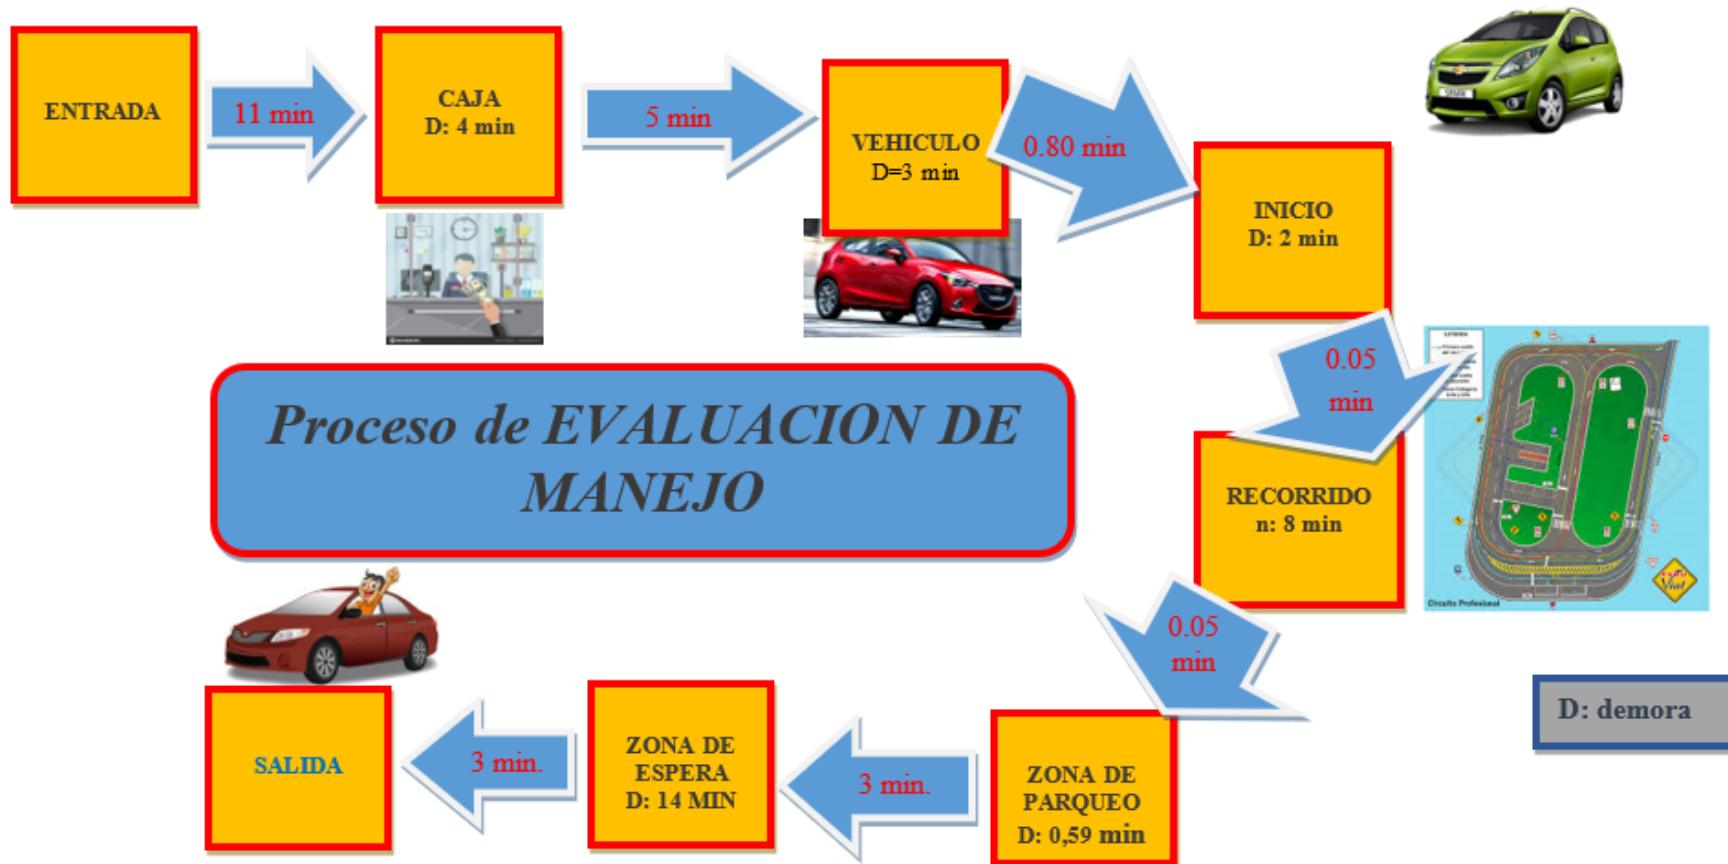 ENTRADA
11 min
CAJA
D: 4 min
5 min
VEHICULO
D=3 min
0.80 min
INICIO
D: 2 min
0.05
min
Proceso de EVALUACION DE
MANEJO
RECORRIDO
n: 8 min
Circuito Profesional
0.05
min
D: demora
ZONA DE
PARQUEO
D: 0,59 min
3 min.
ZONA DE
ESPERA
D: 14 MIN
3 min.
SALIDA